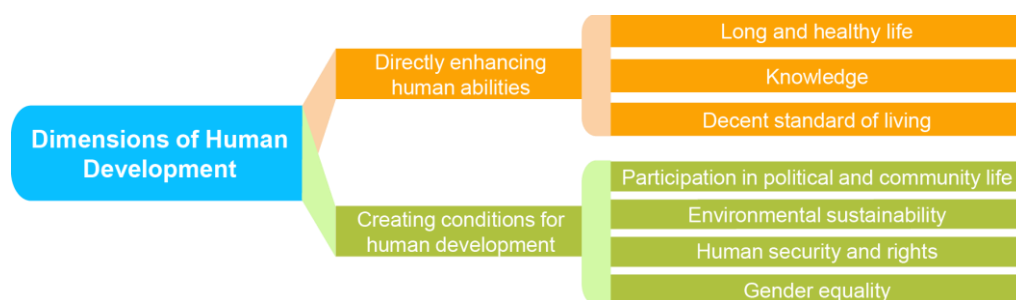 Dimensions of Human
Development
Directly enhancing
human abilities
Long and healthy life
Knowledge
Decent standard of living
Creating conditions for
human development
Participation in political and community life
Environmental sustainability
Human security and rights
Gender equality